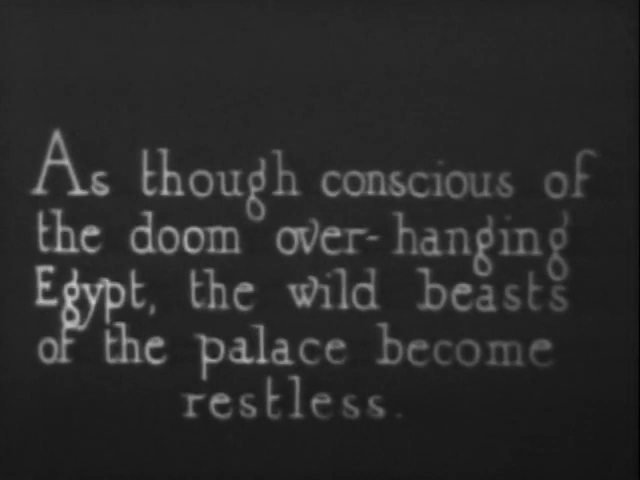 As though conscious of
the doom over-hanging
Egypt, the wild beasts
of the palace become
restless.